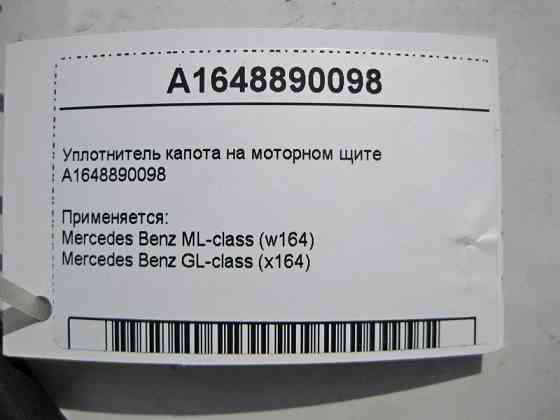 A1648890098
Уплотнитель капота на моторном щите
A1648890098
Применяется:
Mercedes Benz ML-class (w164)
Mercedes Benz GL-class (x164)